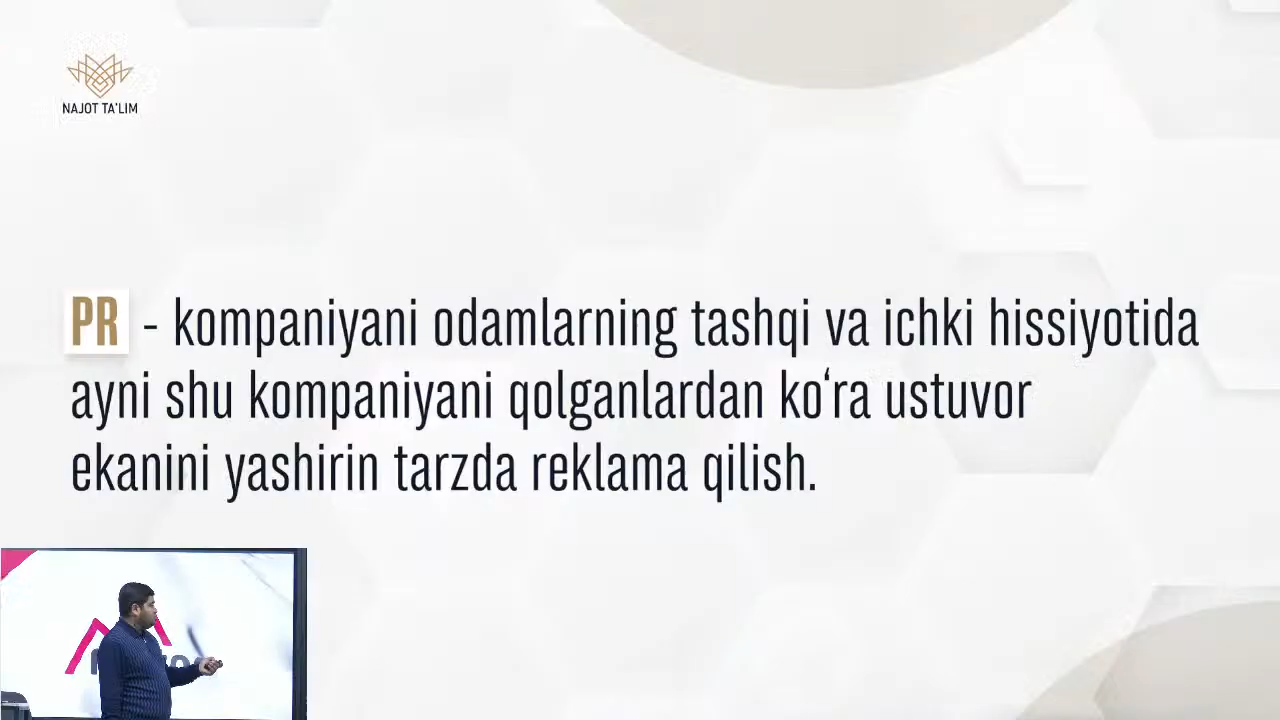 NAJOT TA'LIM
PR - kompaniyani odamlarning tashqi va ichki hissiyotida
ayni shu kompaniyani qolganlardan ko‘ra ustuvor
ekanini yashirin tarzda reklama qilish.